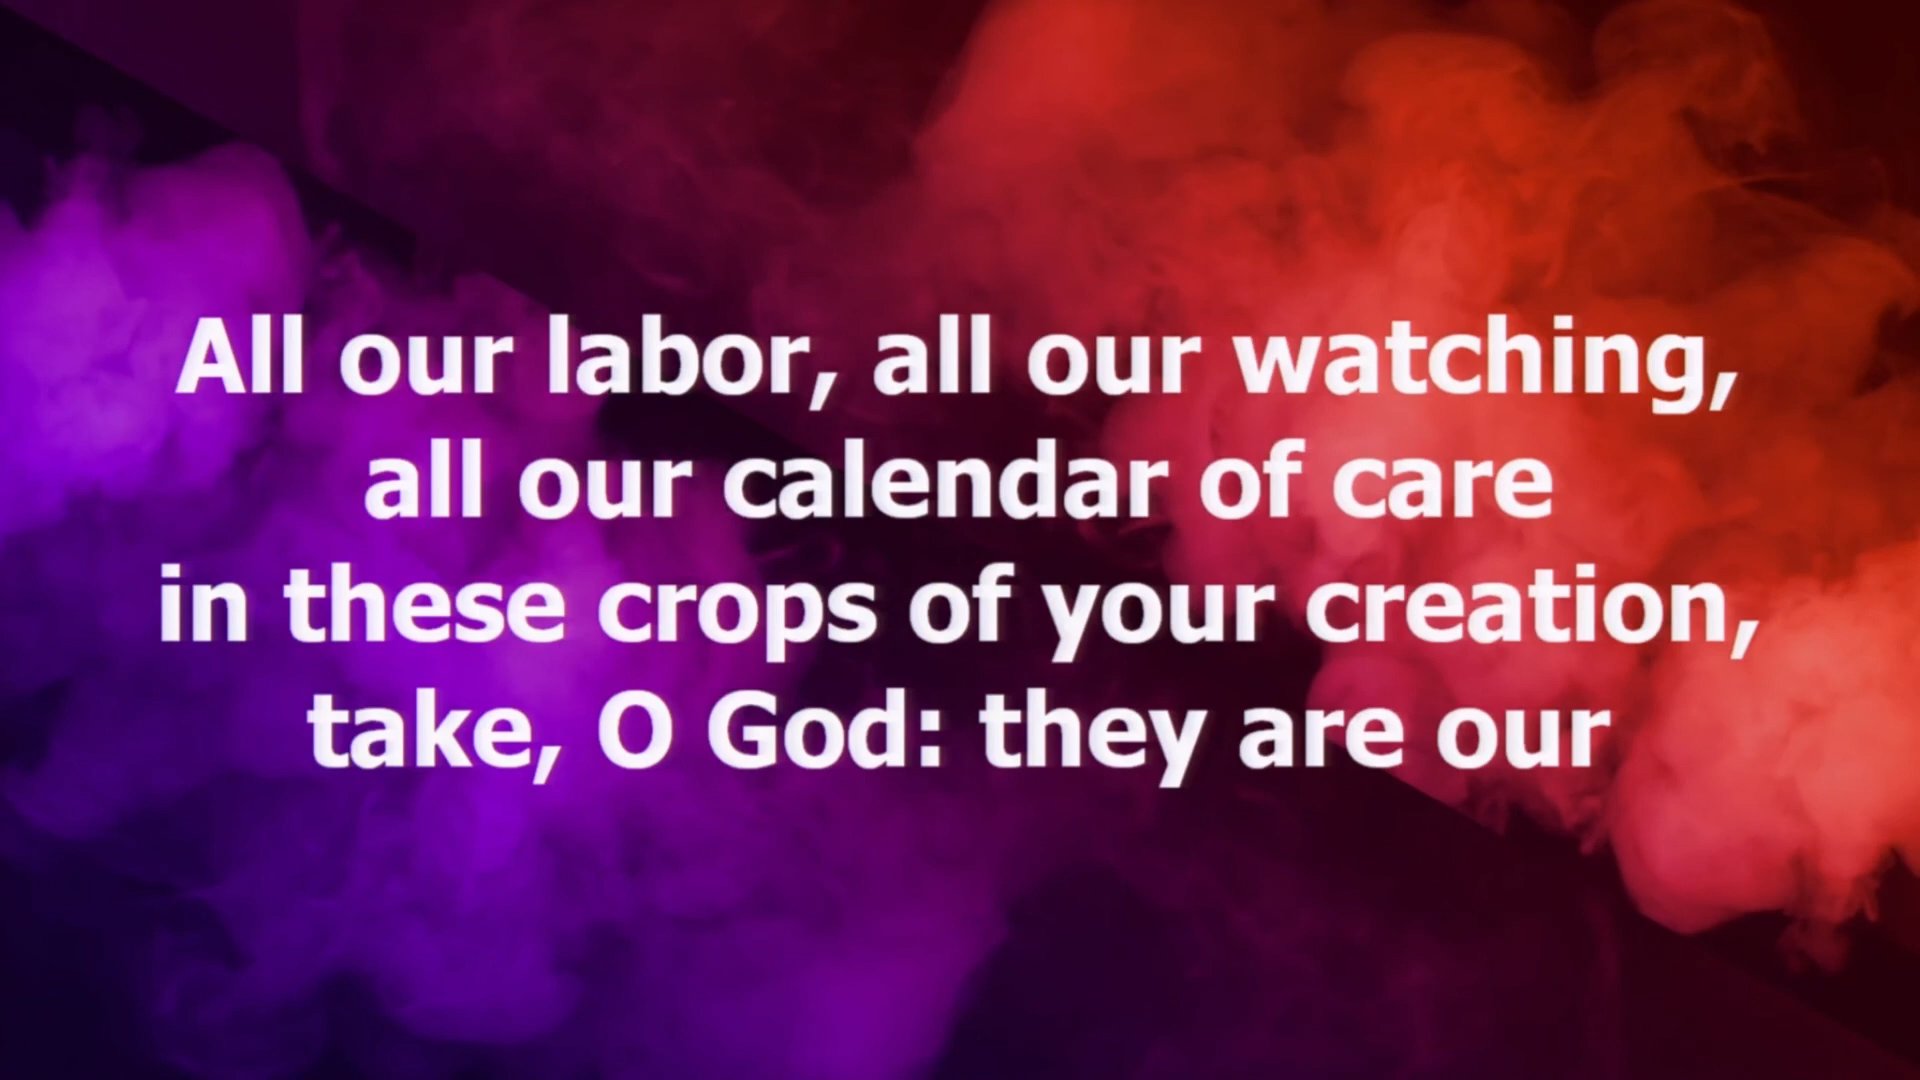 All our labor, all our watching,
all our calendar of care
in these crops of your creation,
take, O God: they are our